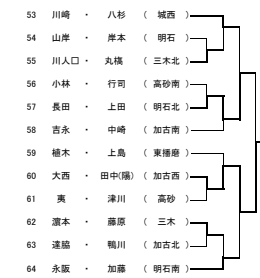 53 川崎 ・ 八杉 ( 城西 )
54 山岸 ・ 岸本 ( 明石 )
55 川人口 ・ 丸橋 ( 三木北 )
56 小林 ・ 行司 ( 高砂南 )
57 長田 ・ 上田 ( 明石北 )
58 吉永 ・ 中崎 ( 加古南 )
59 植木 ・ 上島 ( 東播磨 )
60 大西 ・ 田中(陽) ( 加古西 )
61 夷 ・ 津川 ( 高砂 )
62 濵本 ・ 藤原 ( 三木 )
63 達脇 ・ 鴨川 ( 加古北 )
64 永阪 ・ 加藤 ( 明石南 )